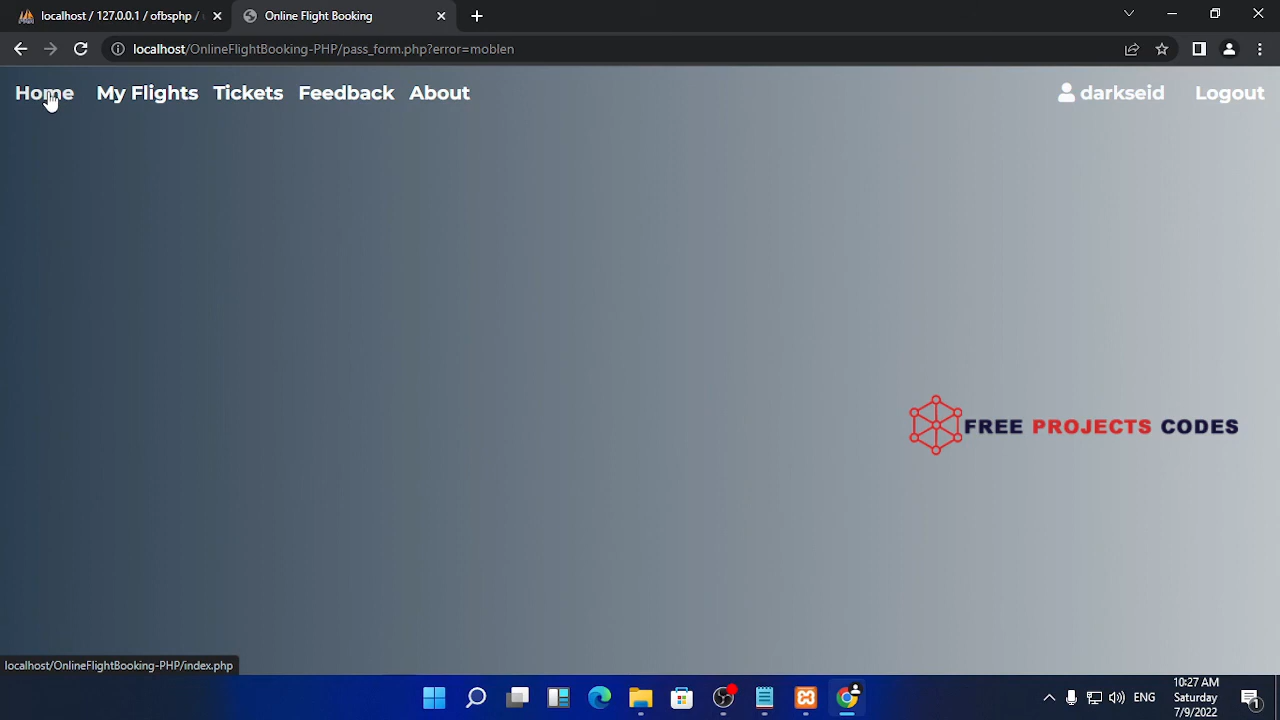 localhost / 127.0.0.1 / ofbsphp /
Online Flight Booking
localhost/OnlineFlightBooking-PHP/pass_form.php?error=moblen
Home My Flights Tickets Feedback About darkseid Logout
FREE PROJECTS CODES
localhost/OnlineFlightBooking-PHP/index.php
ENG
10:27 AM
Saturday
7/9/2022
1